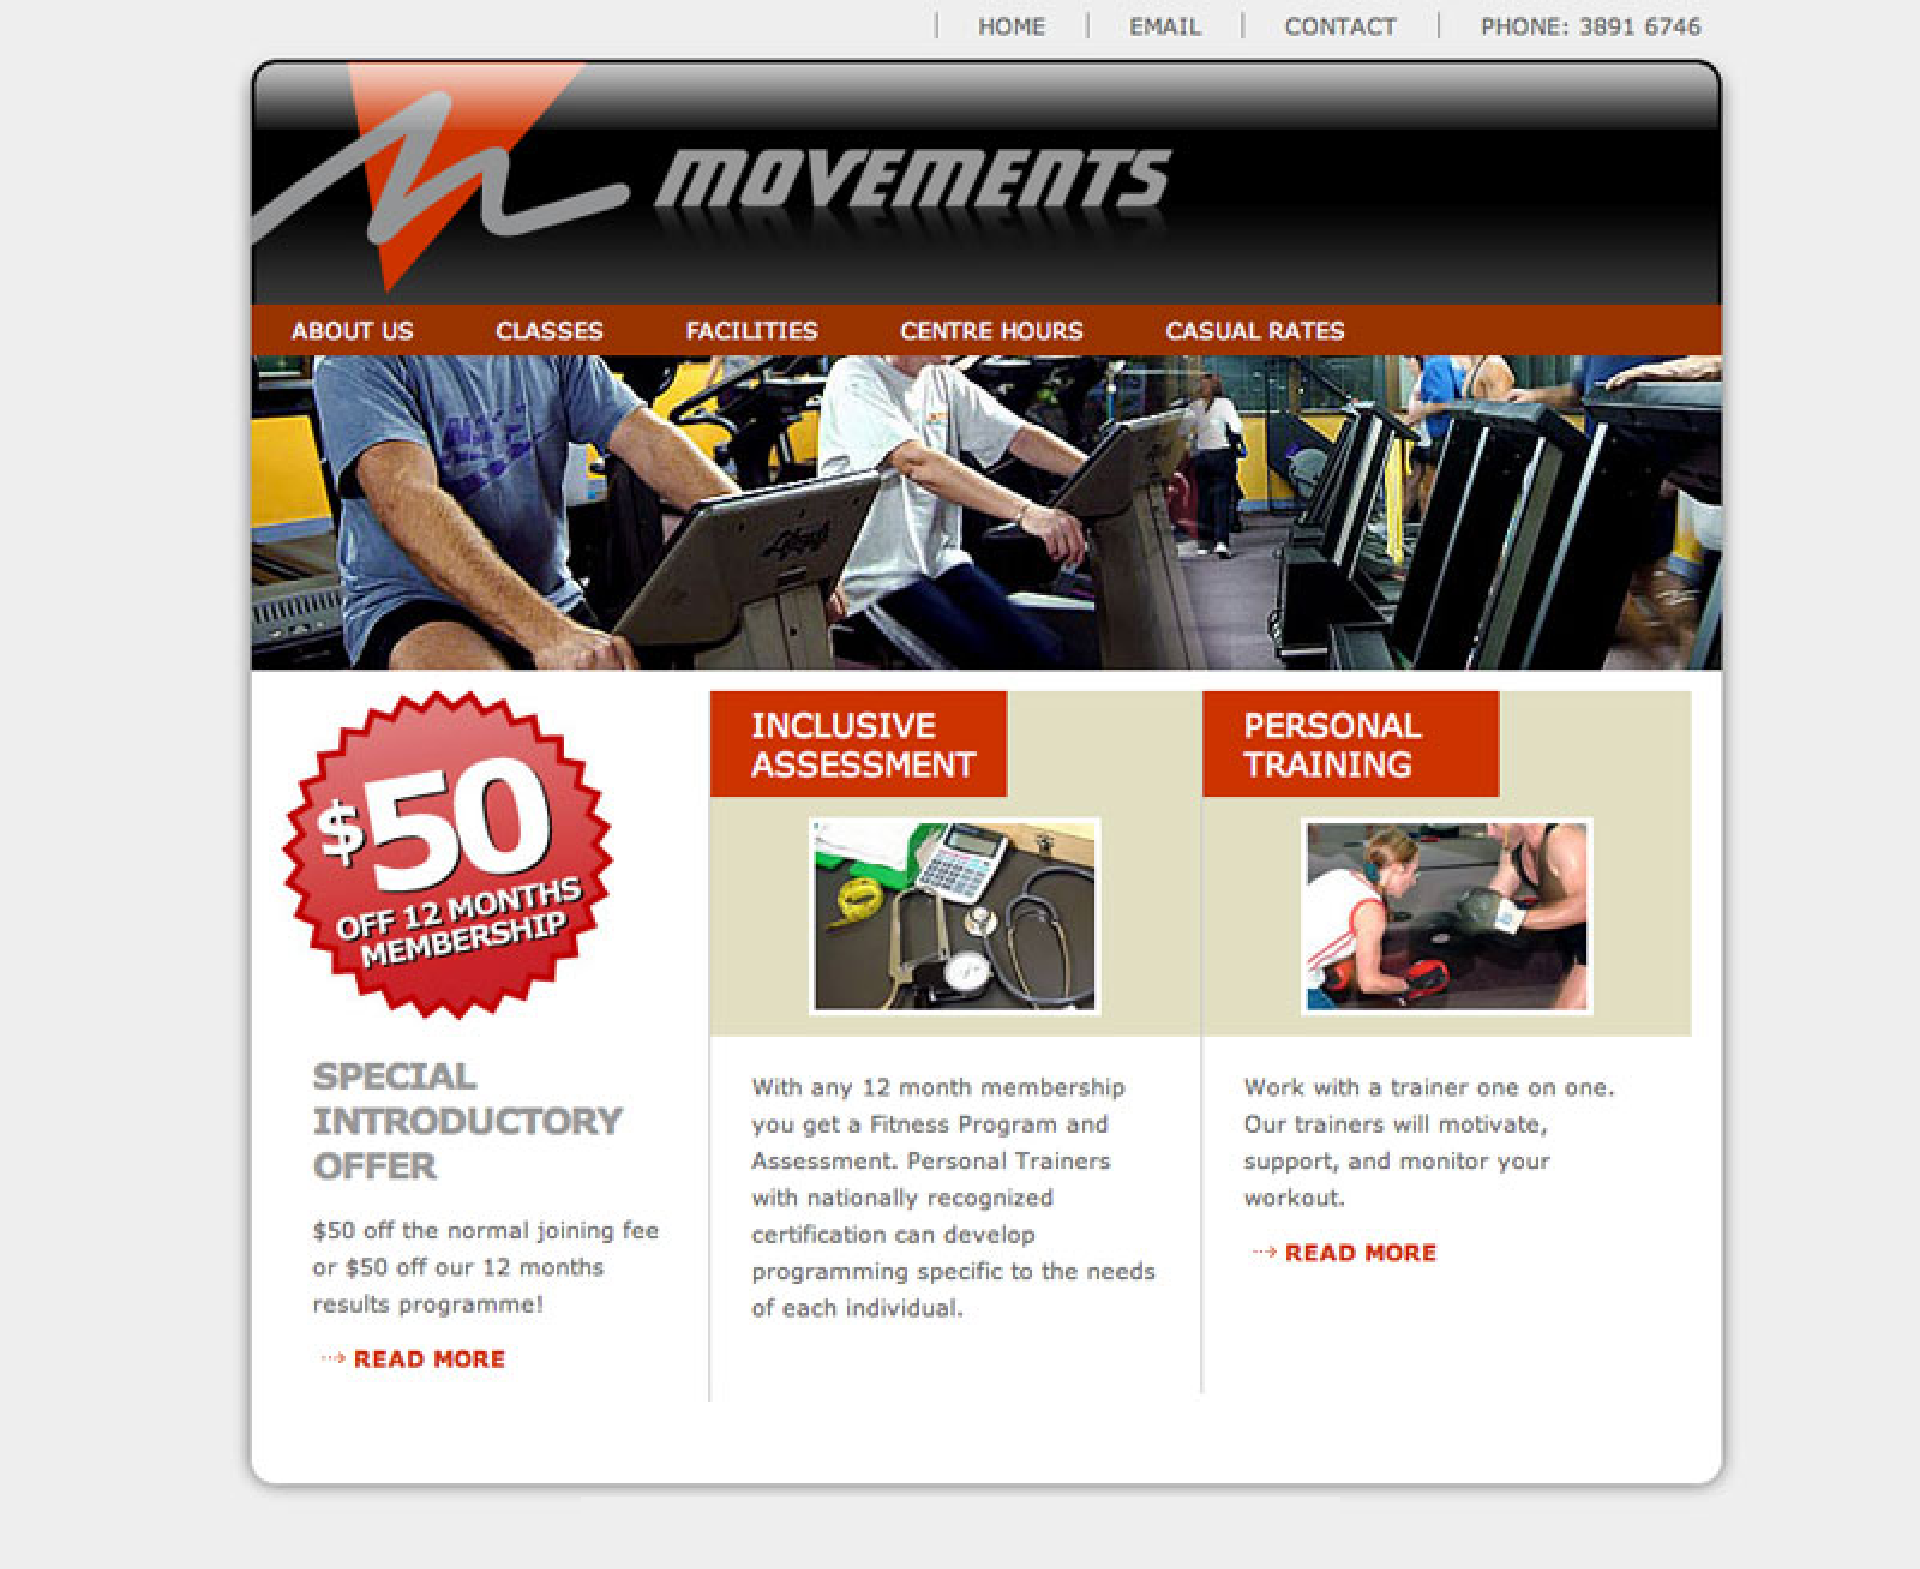 HOME
EMAIL
CONTACT
PHONE: 3891 6746
MOVEMENTS
ABOUT US
CLASSES
FACILITIES
CENTRE HOURS
CASUAL RATES
$50
OFF 12 MONTHS
MEMBERSHIP
SPECIAL
INTRODUCTORY
OFFER
$50 off the normal joining fee
or $50 off our 12 months
results programme!
READ MORE
INCLUSIVE
ASSESSMENT
With any 12 month membership
you get a Fitness Program and
Assessment. Personal Trainers
with nationally recognized
certification can develop
programming specific to the needs
of each individual.
PERSONAL
TRAINING
Work with a trainer one on one.
Our trainers will motivate,
support, and monitor your
workout.
READ MORE